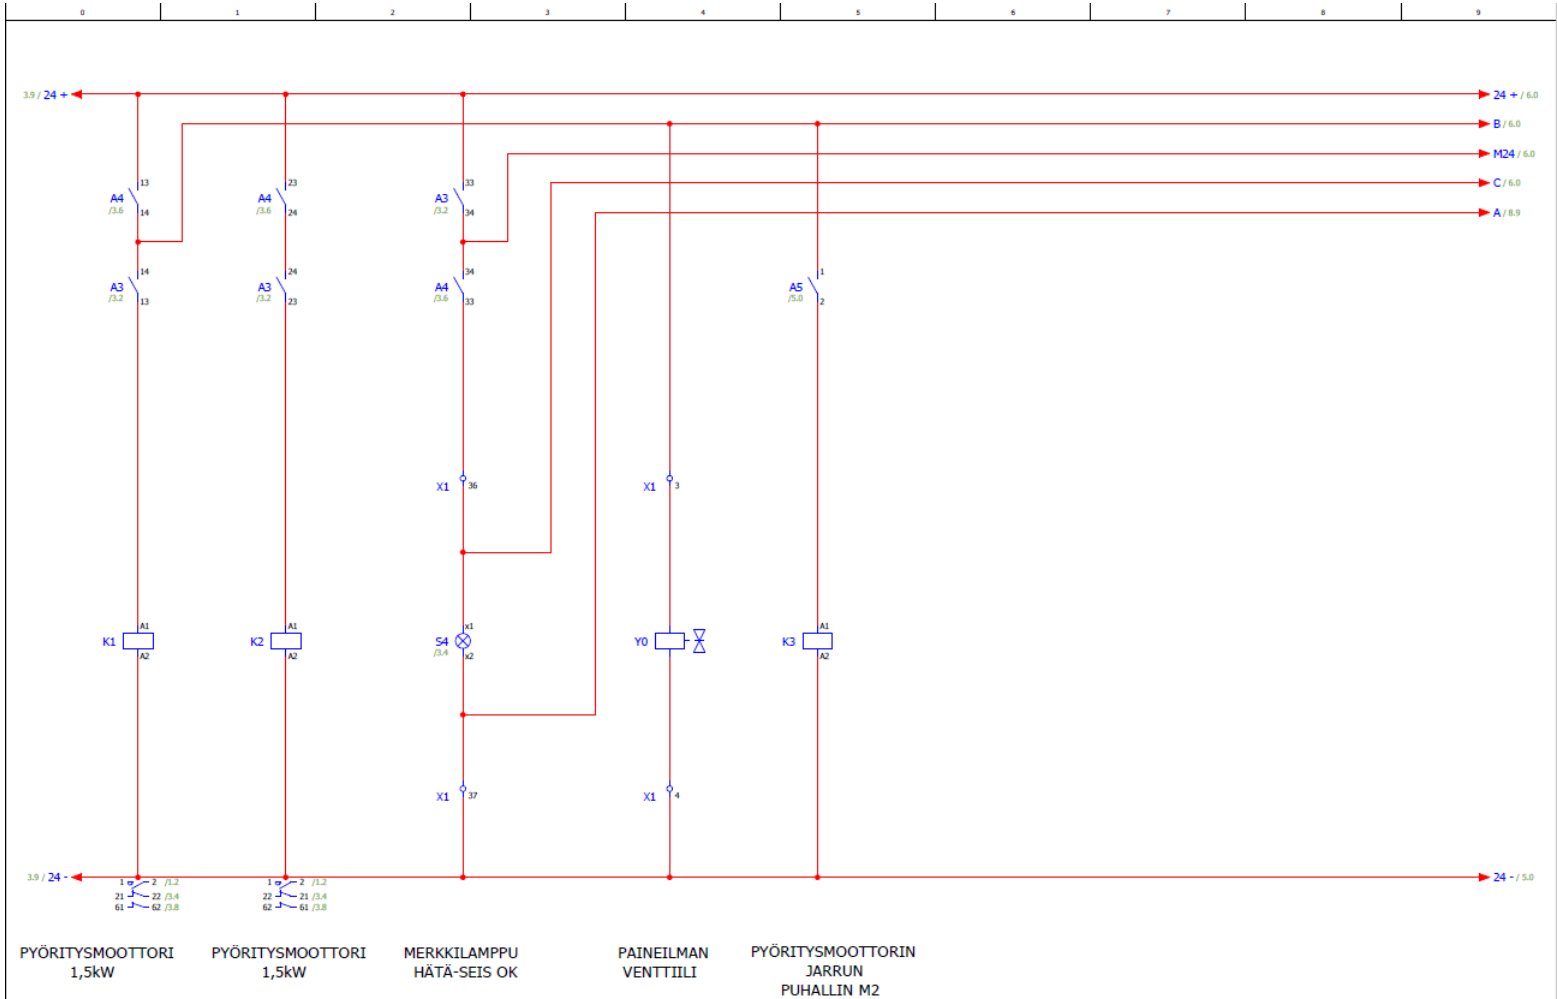 0 1 2 3 4 5 6 7 8 9
3.9 / 24 + 24 + / 6.0
B / 6.0
M24 / 6.0
C / 6.0
A / 8.9
13 23 33
A4 A4 A3
/3.6 /3.6 /3.2
14 24 34
14 24 34 1
A3 A3 A4 A5
/3.2 /3.2 /3.6 /5.0
13 23 33 2
X1 36 X1 3
A1 A1 x1 A1
K1 K2 S4 Y0 K3
/3.4
A2 A2 x2 A2
X1 37 X1 4
3.9 / 24 - 24 - / 5.0
1 2 /1.2 1 2 /1.2
21 22 /3.4 22 21 /3.4
61 62 /3.8 62 61 /3.8
PYÖRITYSMOOTTORI
1,5kW
PYÖRITYSMOOTTORI
1,5kW
MERKKILAMPPU
HÄTÄ-SEIS OK
PAINEILMAN
VENTTIILI
PYÖRITYSMOOTTORIN
JARRUN
PUHALLIN M2